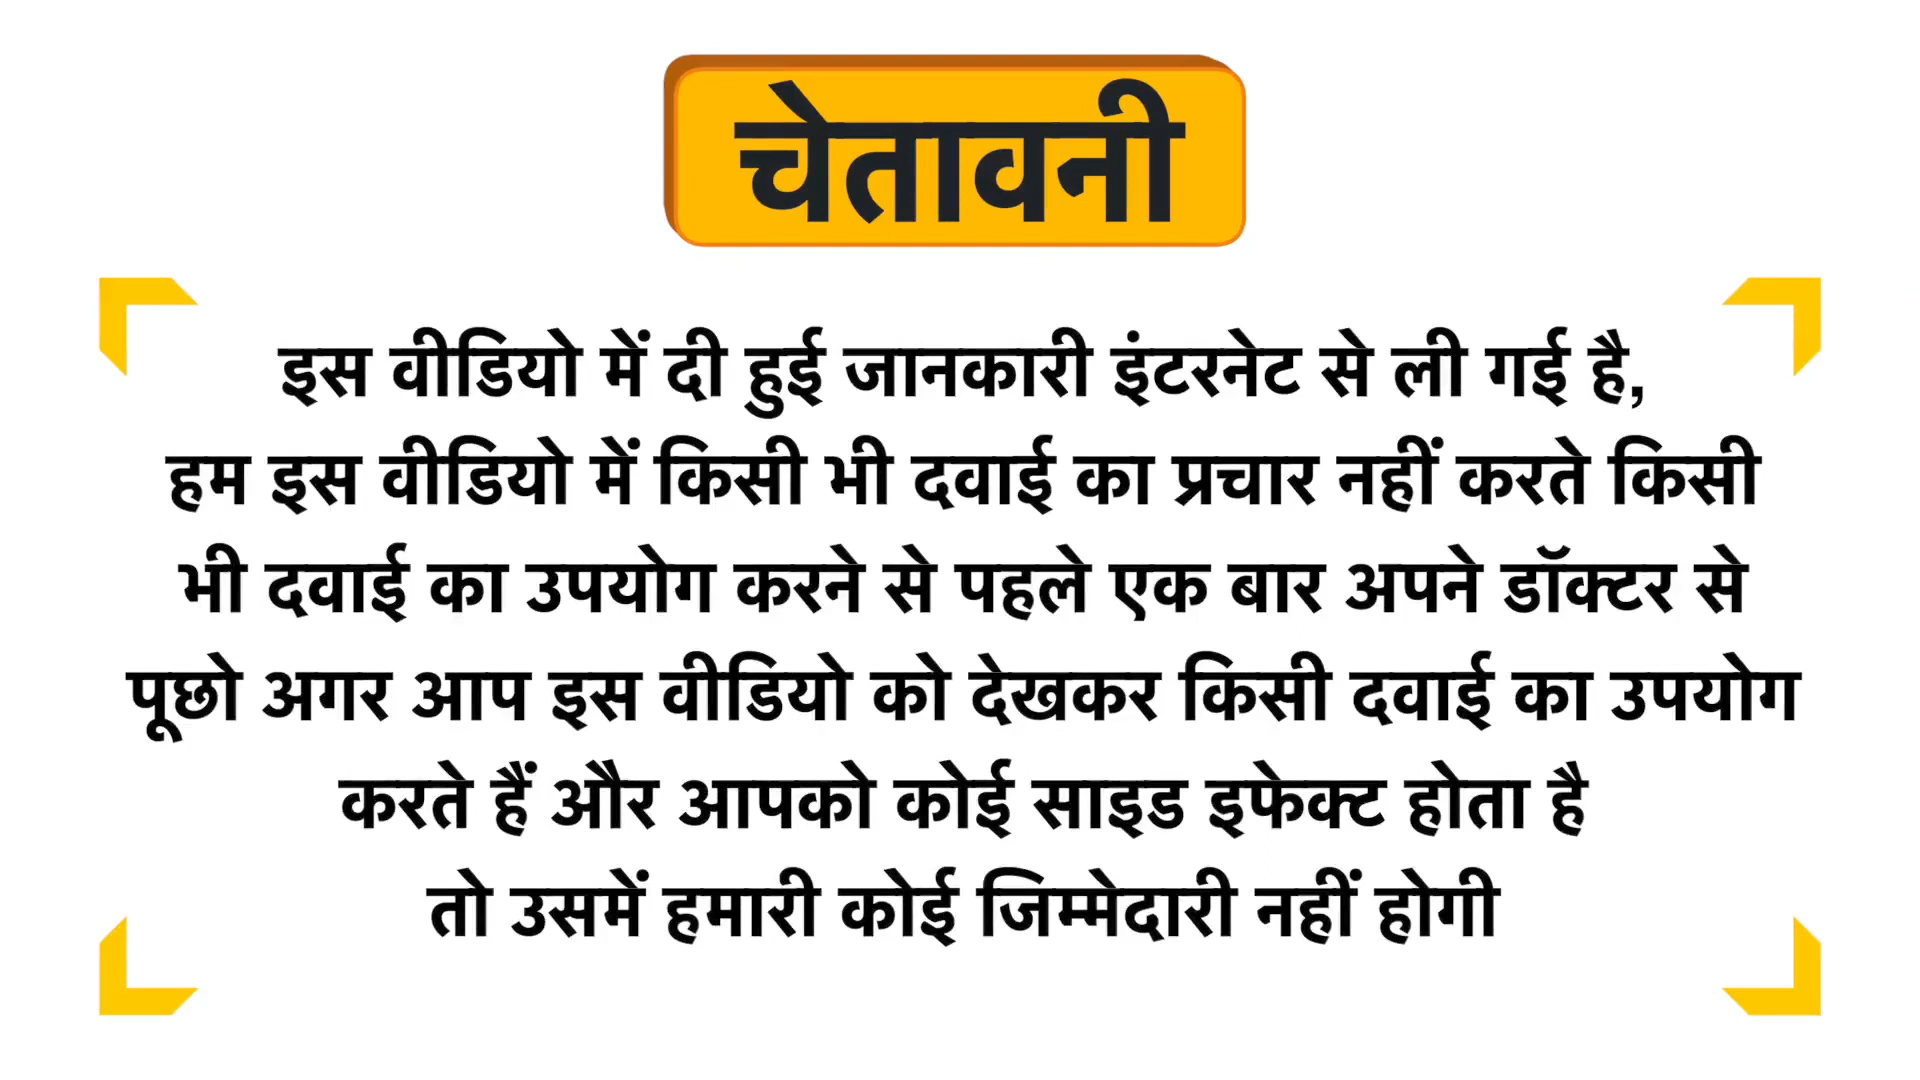 चेतावनी
इस वीडियो में दी हुई जानकारी इंटरनेट से ली गई है,
हम इस वीडियो में किसी भी दवाई का प्रचार नहीं करते किसी
भी दवाई का उपयोग करने से पहले एक बार अपने डॉक्टर से
पूछो अगर आप इस वीडियो को देखकर किसी दवाई का उपयोग
करते हैं और आपको कोई साइड इफेक्ट होता है
तो उसमें हमारी कोई जिम्मेदारी नहीं होगी